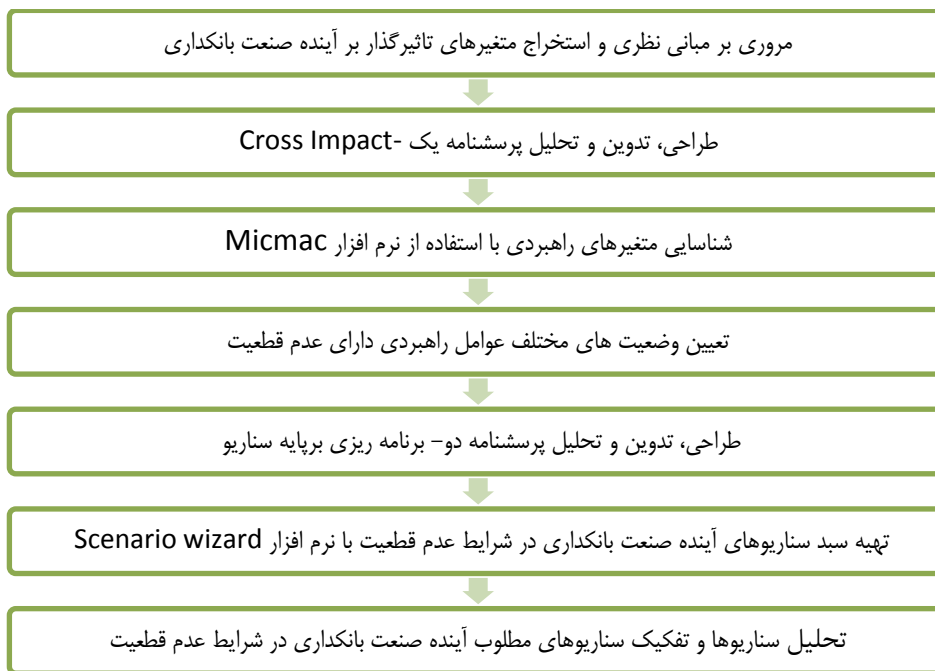 مروری بر مبانی نظری و استخراج متغیرهای تاثیرگذار بر آینده صنعت بانکداری
طراحی، تدوین و تحلیل پرسشنامه یک -Cross Impact
شناسایی متغیرهای راهبردی با استفاده از نرم افزار Micmac
تعیین وضعیت های مختلف عوامل راهبردی دارای عدم قطعیت
طراحی، تدوین و تحلیل پرسشنامه دو– برنامه ریزی برپایه سناریو
تهیه سبد سناریوهای آینده صنعت بانکداری در شرایط عدم قطعیت با نرم افزار Scenario wizard
تحلیل سناریوها و تفکیک سناریوهای مطلوب آینده صنعت بانکداری در شرایط عدم قطعیت